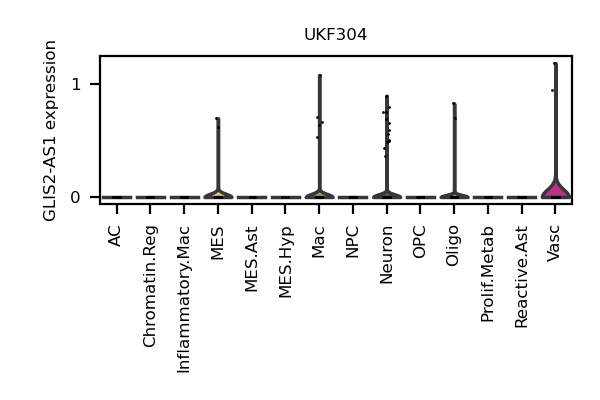 UKF304
GLIS2-AS1 expression
1
0
AC
Chromatin.Reg
Inflammatory.Mac
MES
MES.Ast
MES.Hyp
Mac
NPC
Neuron
OPC
Oligo
Prolif.Metab
Reactive.Ast
Vasc